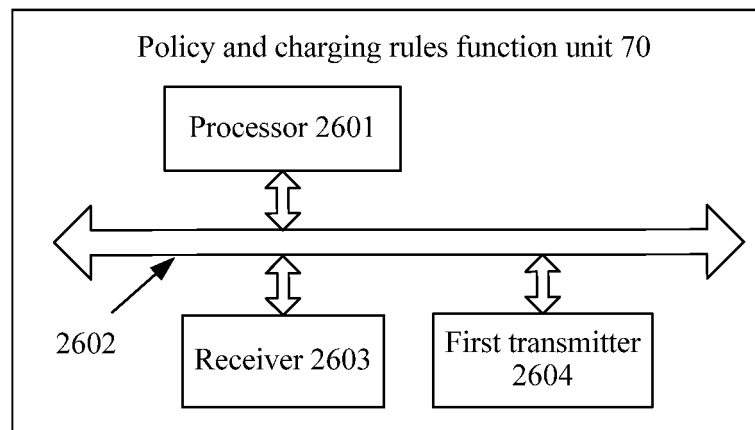 Policy and charging rules function unit 70
Processor 2601
2602
Receiver 2603
First transmitter
2604